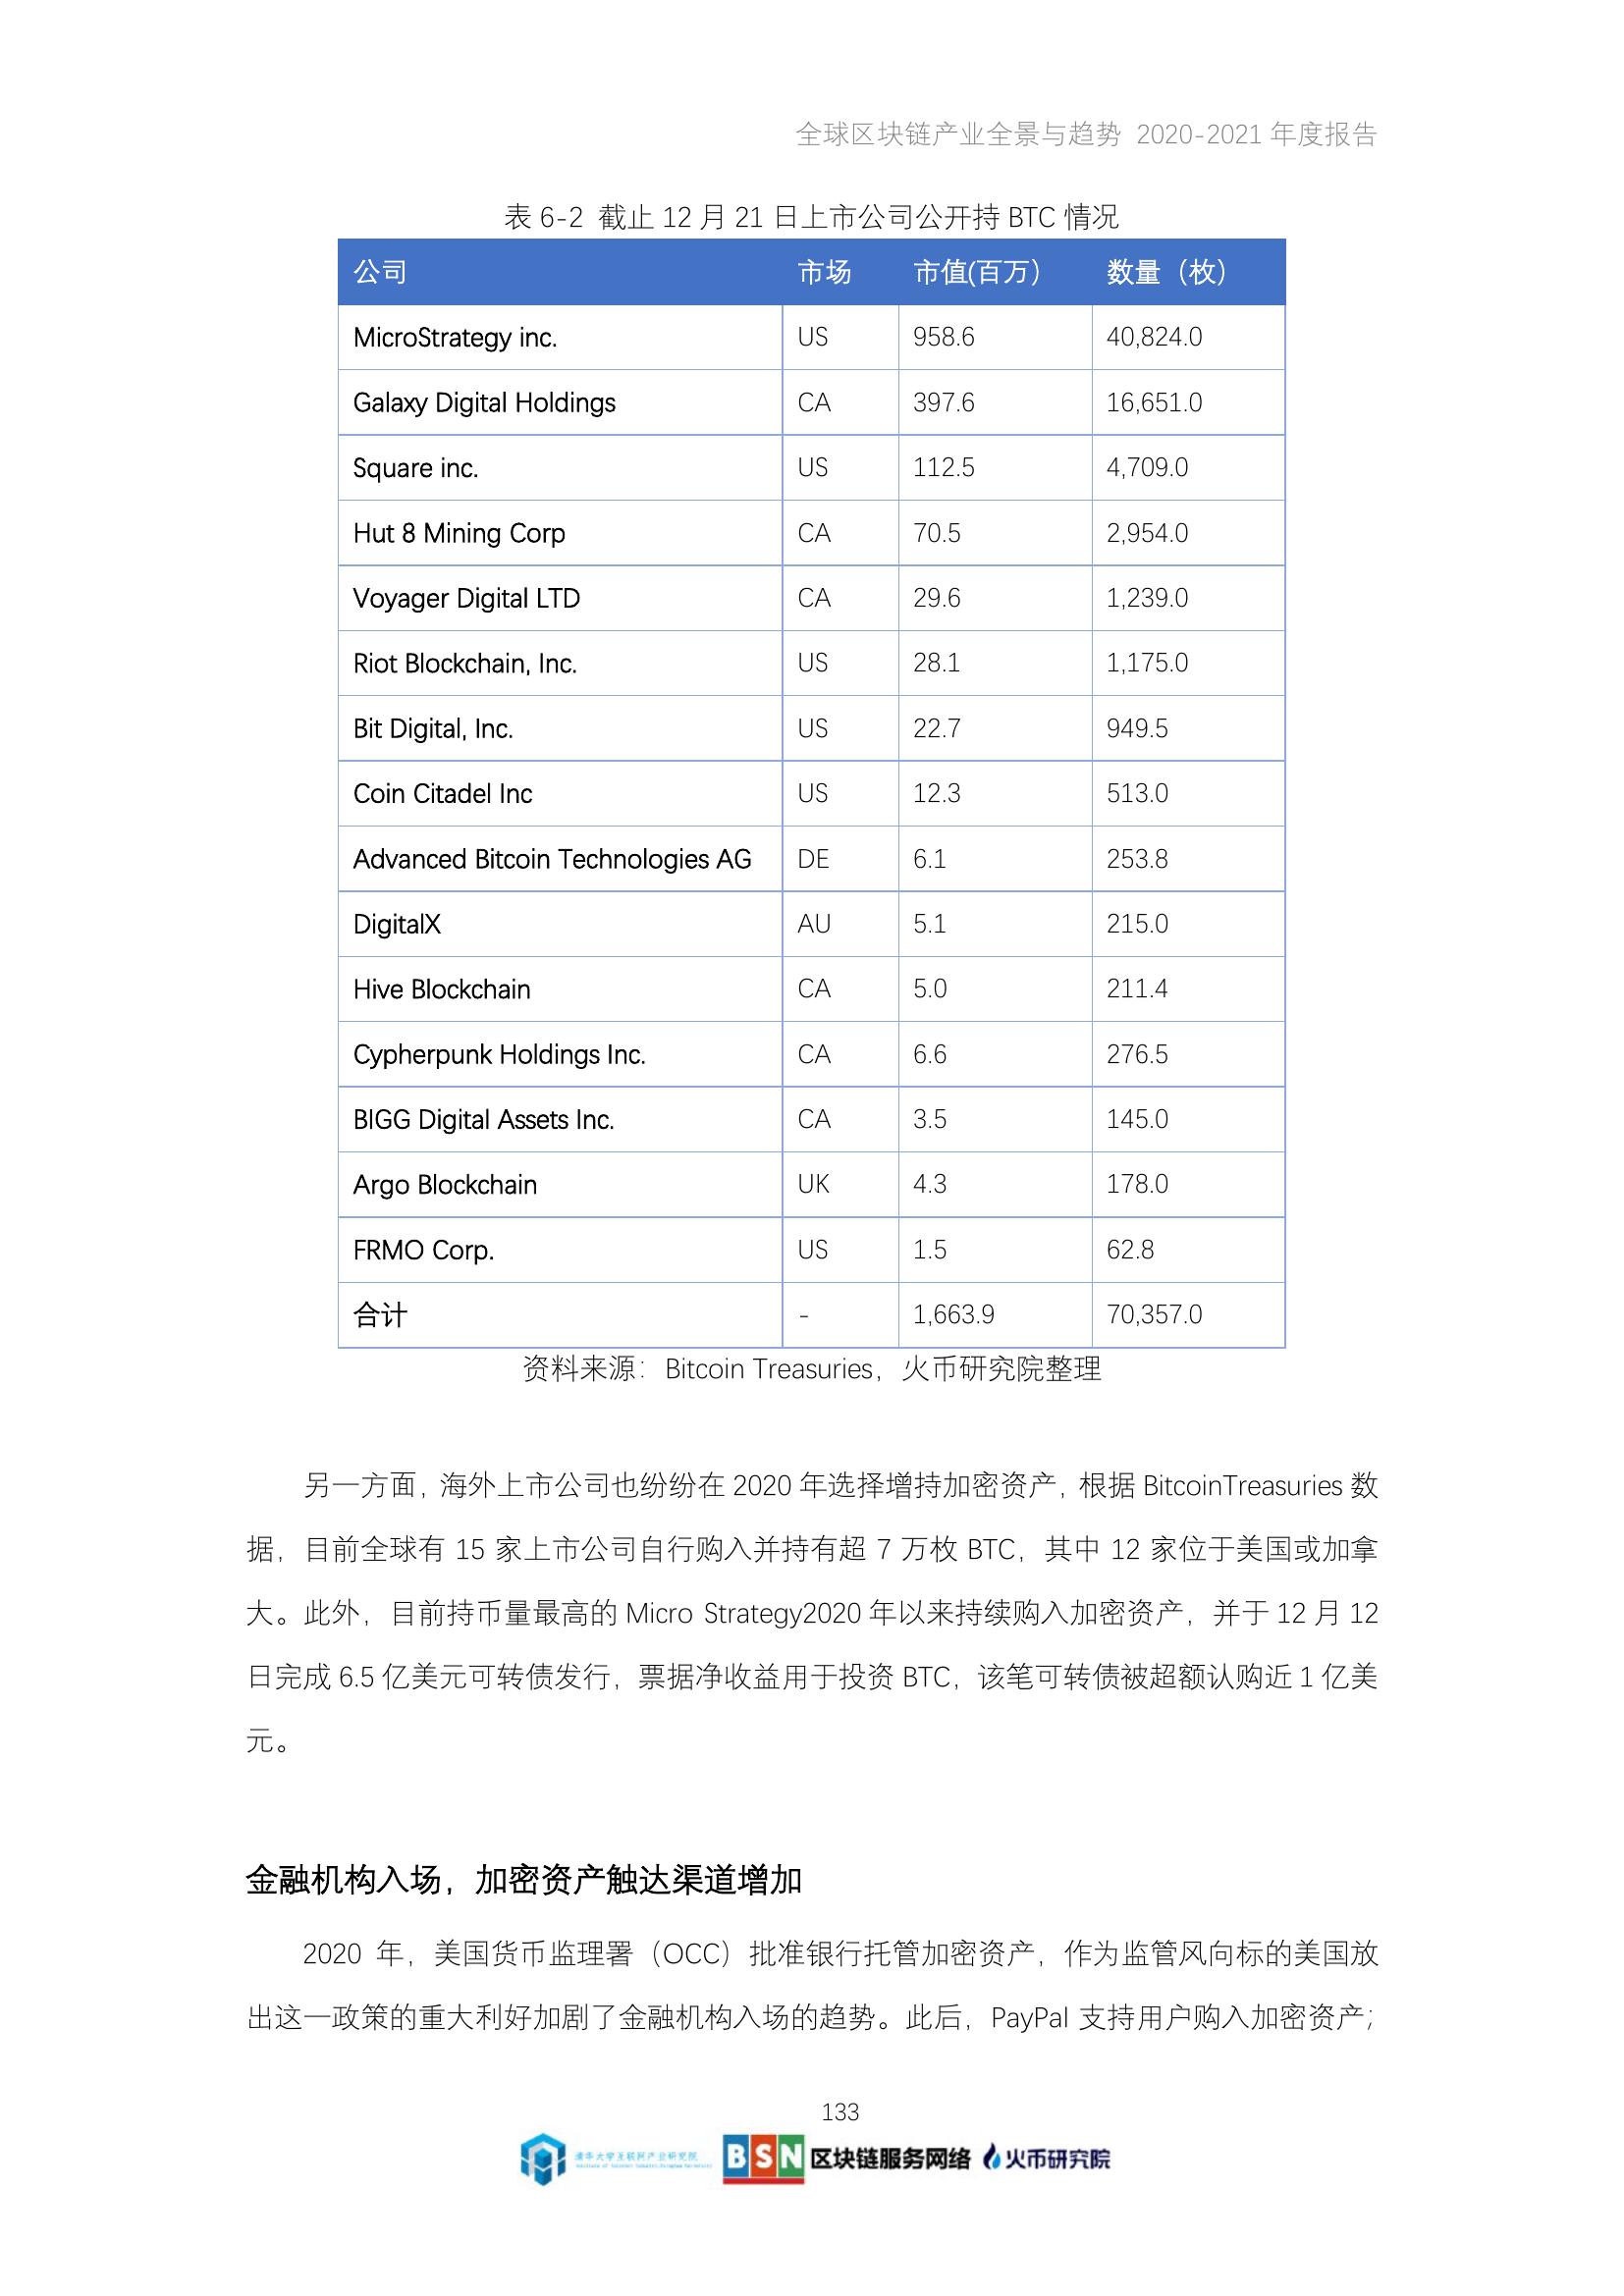 全球区块链产业全景与趋势 2020-2021 年度报告
表 6-2 截止 12 月 21 日上市公司公开持 BTC 情况
公司 市场 市值(百万） 数量（枚）
MicroStrategy inc. US 958.6 40,824.0
Galaxy Digital Holdings CA 397.6 16,651.0
Square inc. US 112.5 4,709.0
Hut 8 Mining Corp CA 70.5 2,954.0
Voyager Digital LTD CA 29.6 1,239.0
Riot Blockchain, Inc. US 28.1 1,175.0
Bit Digital, Inc. US 22.7 949.5
Coin Citadel Inc US 12.3 513.0
Advanced Bitcoin Technologies AG DE 6.1 253.8
DigitalX AU 5.1 215.0
Hive Blockchain CA 5.0 211.4
Cypherpunk Holdings Inc. CA 6.6 276.5
BIGG Digital Assets Inc. CA 3.5 145.0
Argo Blockchain UK 4.3 178.0
FRMO Corp. US 1.5 62.8
合计 - 1,663.9 70,357.0
资料来源：Bitcoin Treasuries，火币研究院整理
另一方面，海外上市公司也纷纷在 2020 年选择增持加密资产，根据 BitcoinTreasuries 数
据，目前全球有 15 家上市公司自行购入并持有超 7 万枚 BTC，其中 12 家位于美国或加拿
大。此外，目前持币量最高的 Micro Strategy2020 年以来持续购入加密资产，并于 12 月 12
日完成 6.5 亿美元可转债发行，票据净收益用于投资 BTC，该笔可转债被超额认购近 1 亿美
元。
金融机构入场，加密资产触达渠道增加
2020 年，美国货币监理署（OCC）批准银行托管加密资产，作为监管风向标的美国放
出这一政策的重大利好加剧了金融机构入场的趋势。此后，PayPal 支持用户购入加密资产；
133
清华大学互联网产业研究院
BSN 区块链服务网络 火币研究院